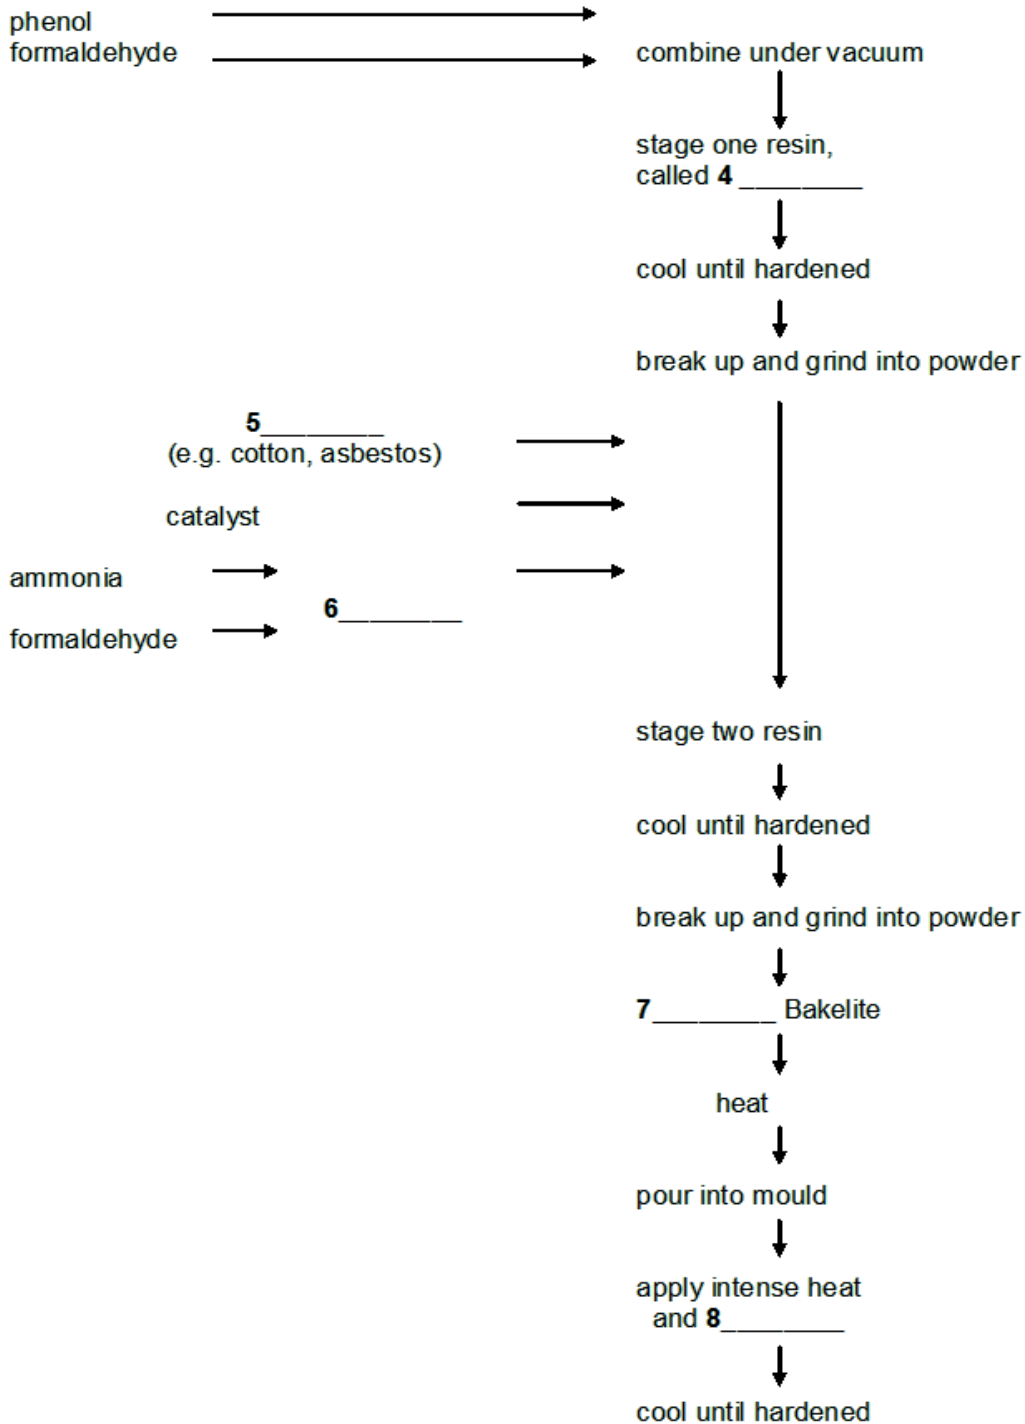 phenol
formaldehyde
combine under vacuum
stage one resin,
called 4 ________
cool until hardened
break up and grind into powder
5________
(e.g. cotton, asbestos)
catalyst
ammonia
6________
formaldehyde
stage two resin
cool until hardened
break up and grind into powder
7________ Bakelite
heat
pour into mould
apply intense heat
and 8________
cool until hardened